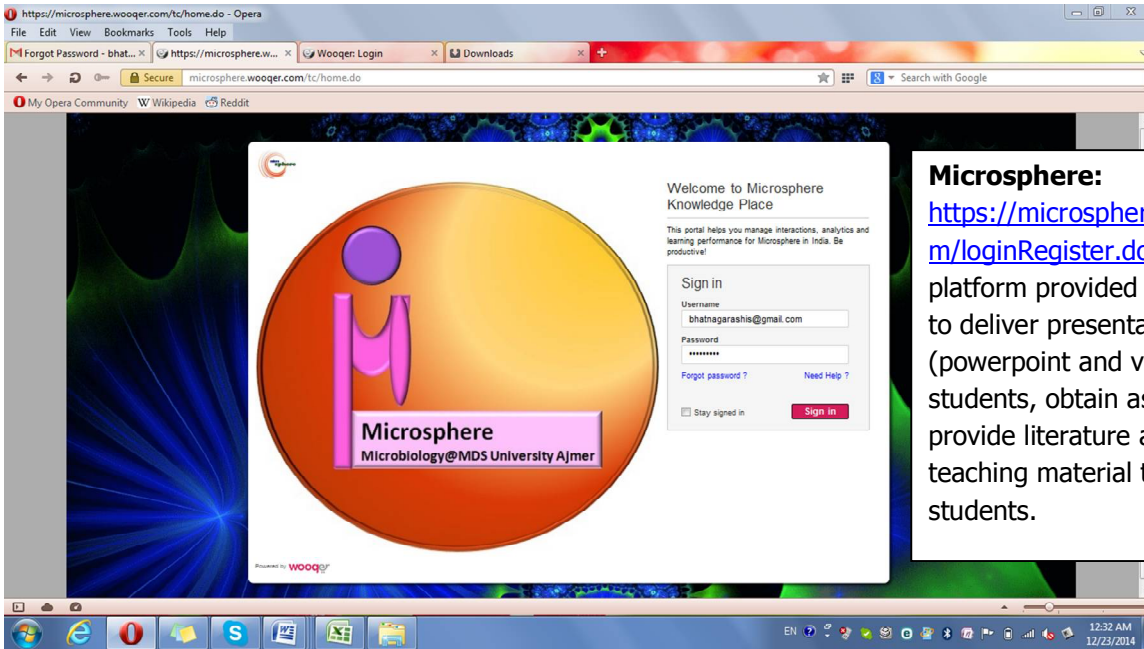 https://microsphere.wooqer.com/tc/home.do - Opera
File Edit View Bookmarks Tools Help
Forgot Password - bhat...
https://microsphere.w...
Wooqer: Login
Downloads
Secure microsphere.wooqer.com/tc/home.do
Search with Google
My Opera Community Wikipedia Reddit
Welcome to Microsphere
Knowledge Place
This portal helps you manage interactions, analytics and
learning performance for Microsphere in India. Be
productive!
Sign in
Username
bhatnagarashis@gmail.com
Password
•••••••••
Forgot password ? Need Help ?
Stay signed in Sign in
Microsphere
Microbiology@MDS University Ajmer
Powered by wooqer
Microsphere:
https://microspher
m/loginRegister.do
platform provided
to deliver presenta
(powerpoint and v
students, obtain as
provide literature a
teaching material t
students.
EN
12:32 AM
12/23/2014